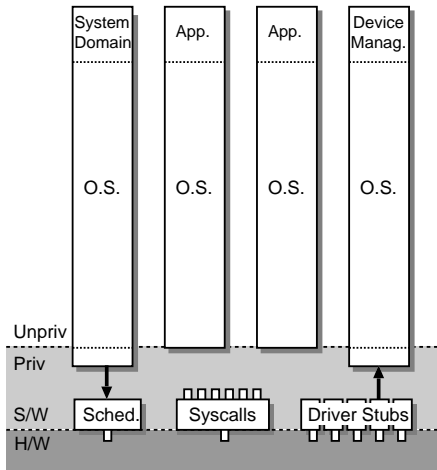 System
Domain
App.
App.
Device
Manag.
O.S.
O.S.
O.S.
O.S.
Unpriv
Priv
S/W
Sched.
Syscalls
Driver Stubs
H/W